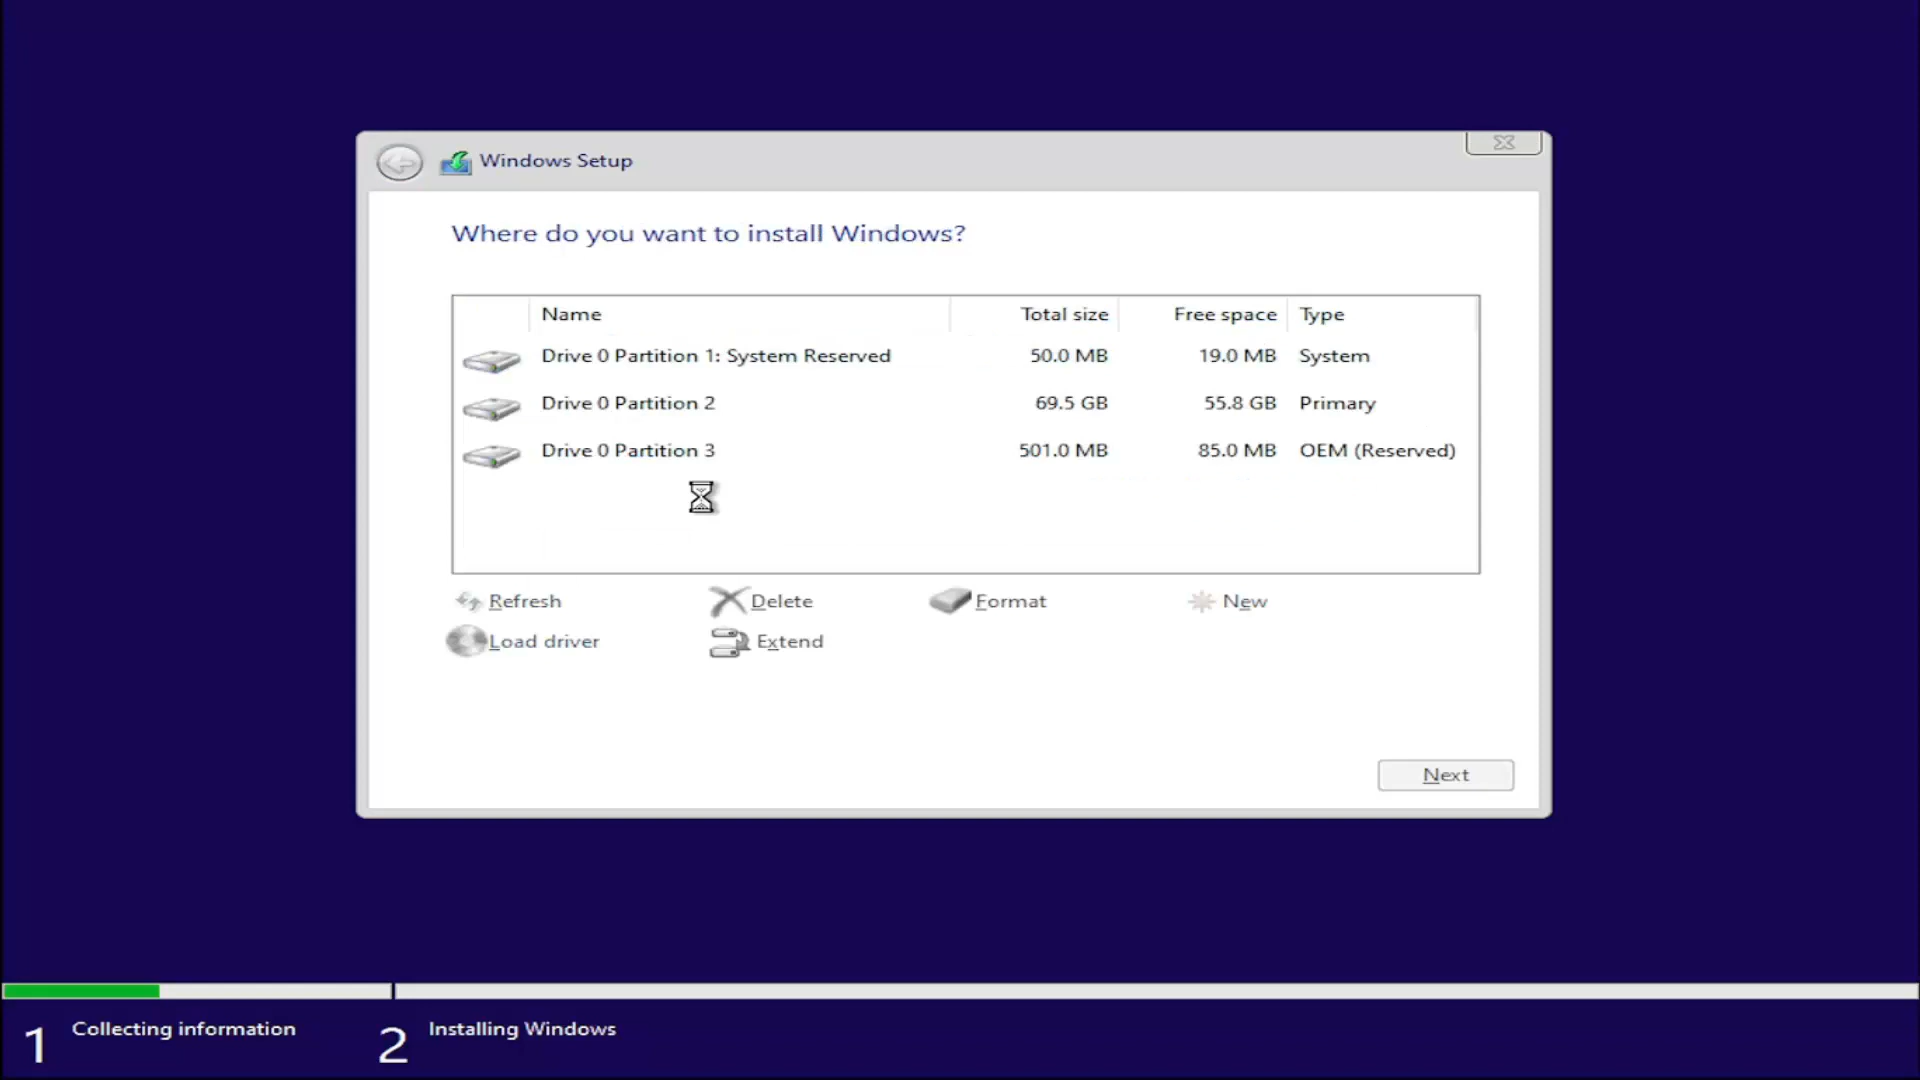 Windows Setup
Where do you want to install Windows?
Name Total size Free space Type
Drive 0 Partition 1: System Reserved 50.0 MB 19.0 MB System
Drive 0 Partition 2 69.5 GB 55.8 GB Primary
Drive 0 Partition 3 501.0 MB 85.0 MB OEM (Reserved)
Refresh Delete Format New
Load driver Extend
Next
1 Collecting information 2 Installing Windows